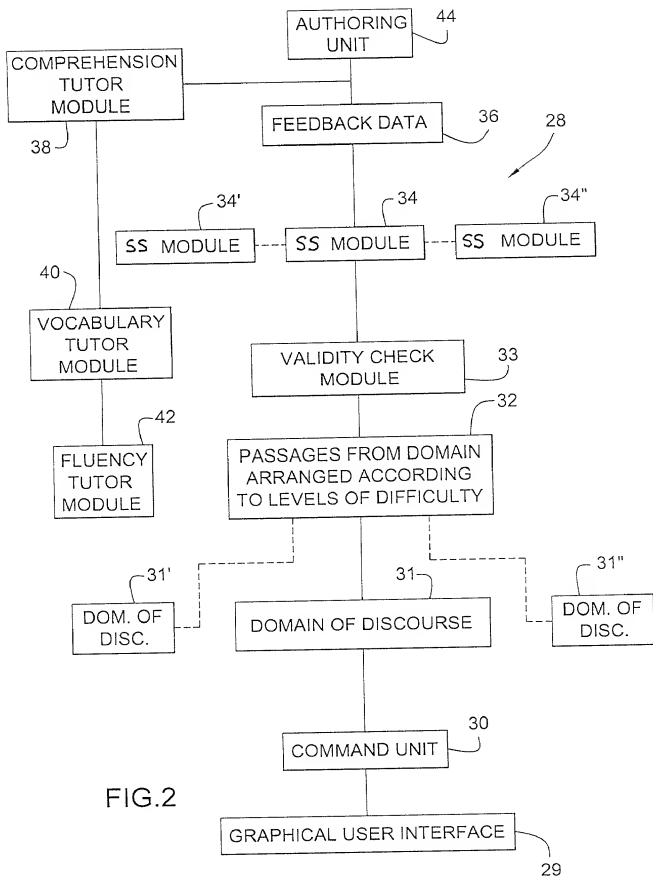 AUTHORING
UNIT
44
COMPREHENSION
TUTOR
MODULE
38
FEEDBACK DATA
36
28
34'
34
34"
SS MODULE
SS MODULE
SS MODULE
40
VOCABULARY
TUTOR
MODULE
VALIDITY CHECK
MODULE
33
32
42
FLUENCY
TUTOR
MODULE
PASSAGES FROM DOMAIN
ARRANGED ACCORDING
TO LEVELS OF DIFFICULTY
31'
31
31"
DOM. OF
DISC.
DOMAIN OF DISCOURSE
DOM. OF
DISC.
30
COMMAND UNIT
FIG.2
GRAPHICAL USER INTERFACE
29